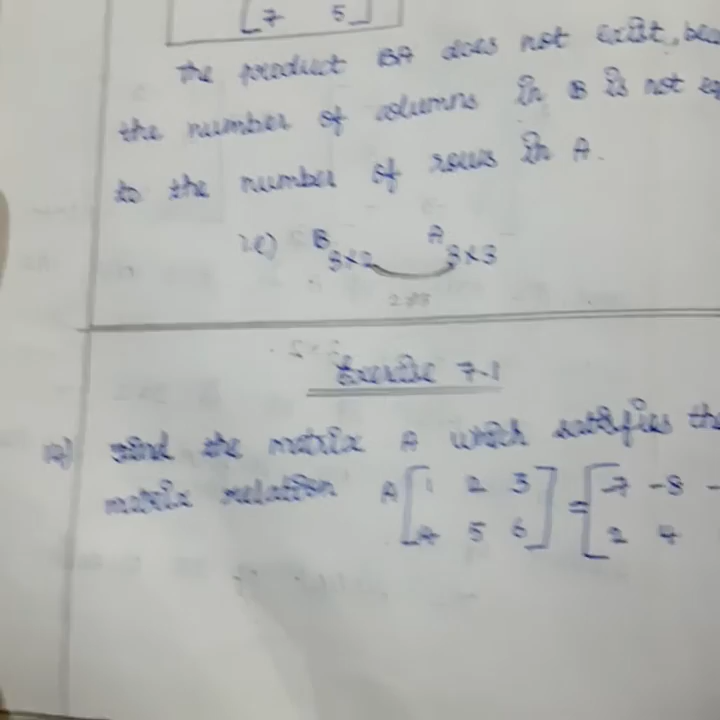 [7 5]
the product BA does not exist, bec
the number of columns in B is not eq
to the number of rows in A.
i.e) B 3×2 A 3×3
Exercise 7.1
find the matrix A which satisfies th
matrix relation A[1 2 3 = [-7 -8 -
4 5 6] 2 4